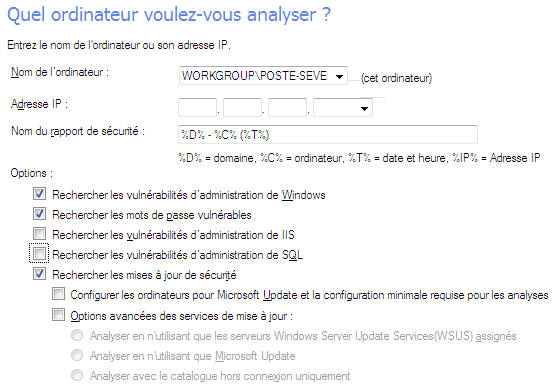 Quel ordinateur voulez-vous analyser ?
Entrez le nom de l'ordinateur ou son adresse IP.
Nom de l'ordinateur :
WORKGROUP\POSTE-SEVE
(cet ordinateur)
Adresse IP :
. . .
Nom du rapport de sécurité :
%D% - %C% (%T%)
%D% = domaine, %C% = ordinateur, %T% = date et heure, %IP% = Adresse IP
Options :
Rechercher les vulnérabilités d'administration de Windows
Rechercher les mots de passe vulnérables
Rechercher les vulnérabilités d'administration de IIS
Rechercher les vulnérabilités d'administration de SQL
Rechercher les mises à jour de sécurité
Configurer les ordinateurs pour Microsoft Update et la configuration minimale requise pour les analyses
Options avancées des services de mise à jour :
Analyser en n'utilisant que les serveurs Windows Server Update Services(WSUS) assignés
Analyser en n'utilisant que Microsoft Update
Analyser avec le catalogue hors connexion uniquement